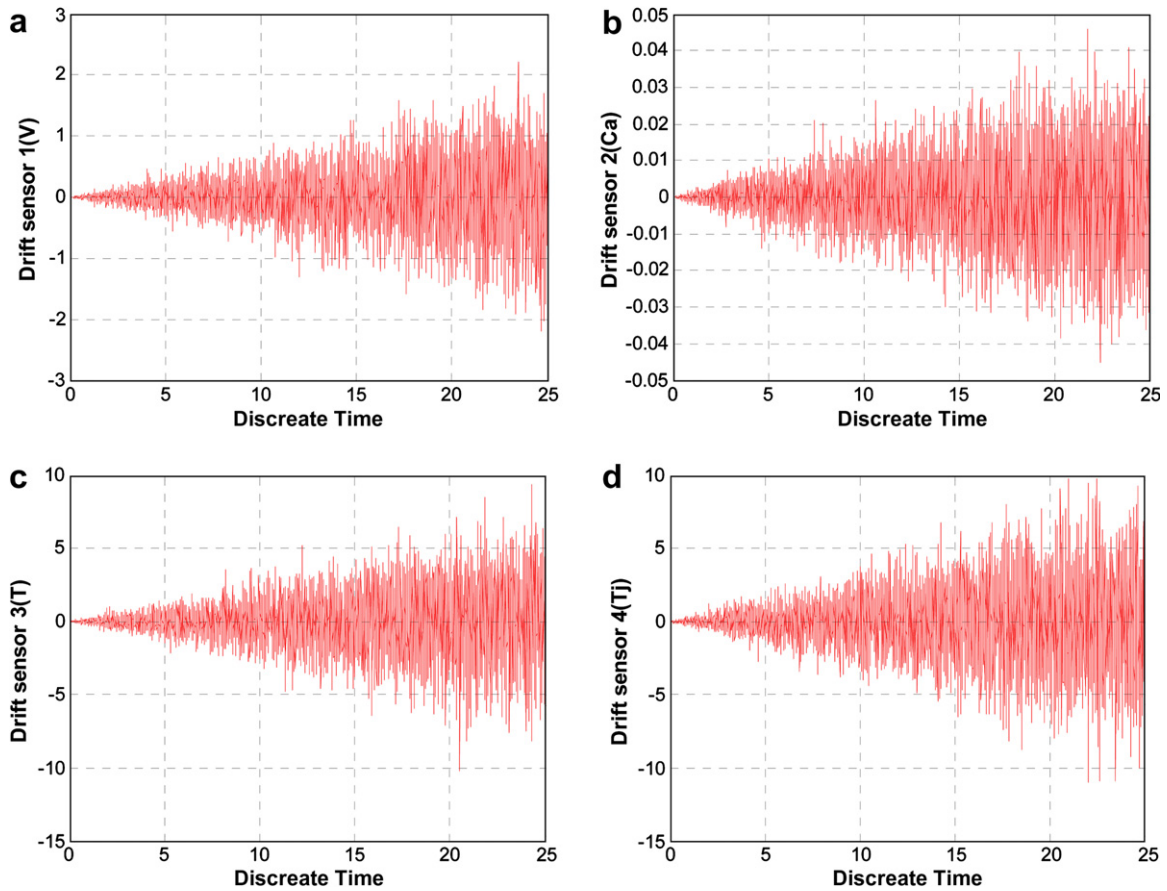 a
3
2
1
0
-1
-2
-3
Drift sensor 1(V)
0 5 10 15 20 25
Discreate Time
b
0.05
0.04
0.03
0.02
0.01
0
-0.01
-0.02
-0.03
-0.04
-0.05
Drift sensor 2(Ca)
0 5 10 15 20 25
Discreate Time
c
10
5
0
-5
-10
-15
Drift sensor 3(T)
0 5 10 15 20 25
Discreate Time
d
10
5
0
-5
-10
-15
Drift sensor 4(Tj)
0 5 10 15 20 25
Discreate Time